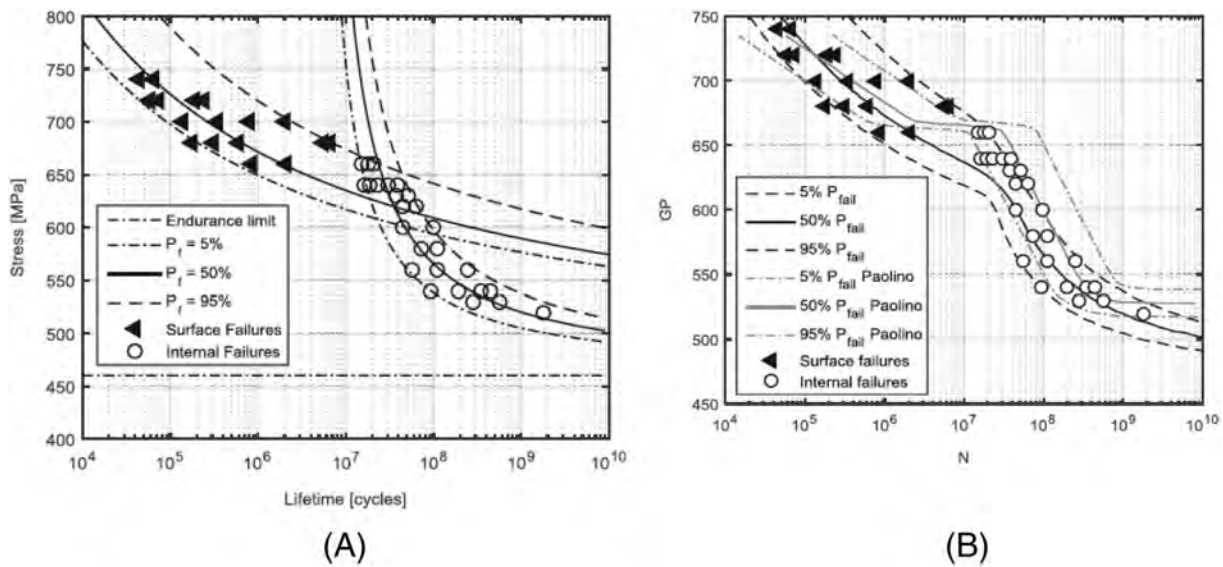 800
750
700
650
600
550
500
450
400
Stress [MPa]
Endurance limit
P_f = 5%
P_f = 50%
P_f = 95%
Surface Failures
Internal Failures
10^4 10^5 10^6 10^7 10^8 10^9 10^10
Lifetime [cycles]
(A)
750
700
650
600
550
500
450
GP
5% P_fail
50% P_fail
95% P_fail
5% P_fail Paolino
50% P_fail Paolino
95% P_fail Paolino
Surface failures
Internal failures
10^4 10^5 10^6 10^7 10^8 10^9 10^10
N
(B)